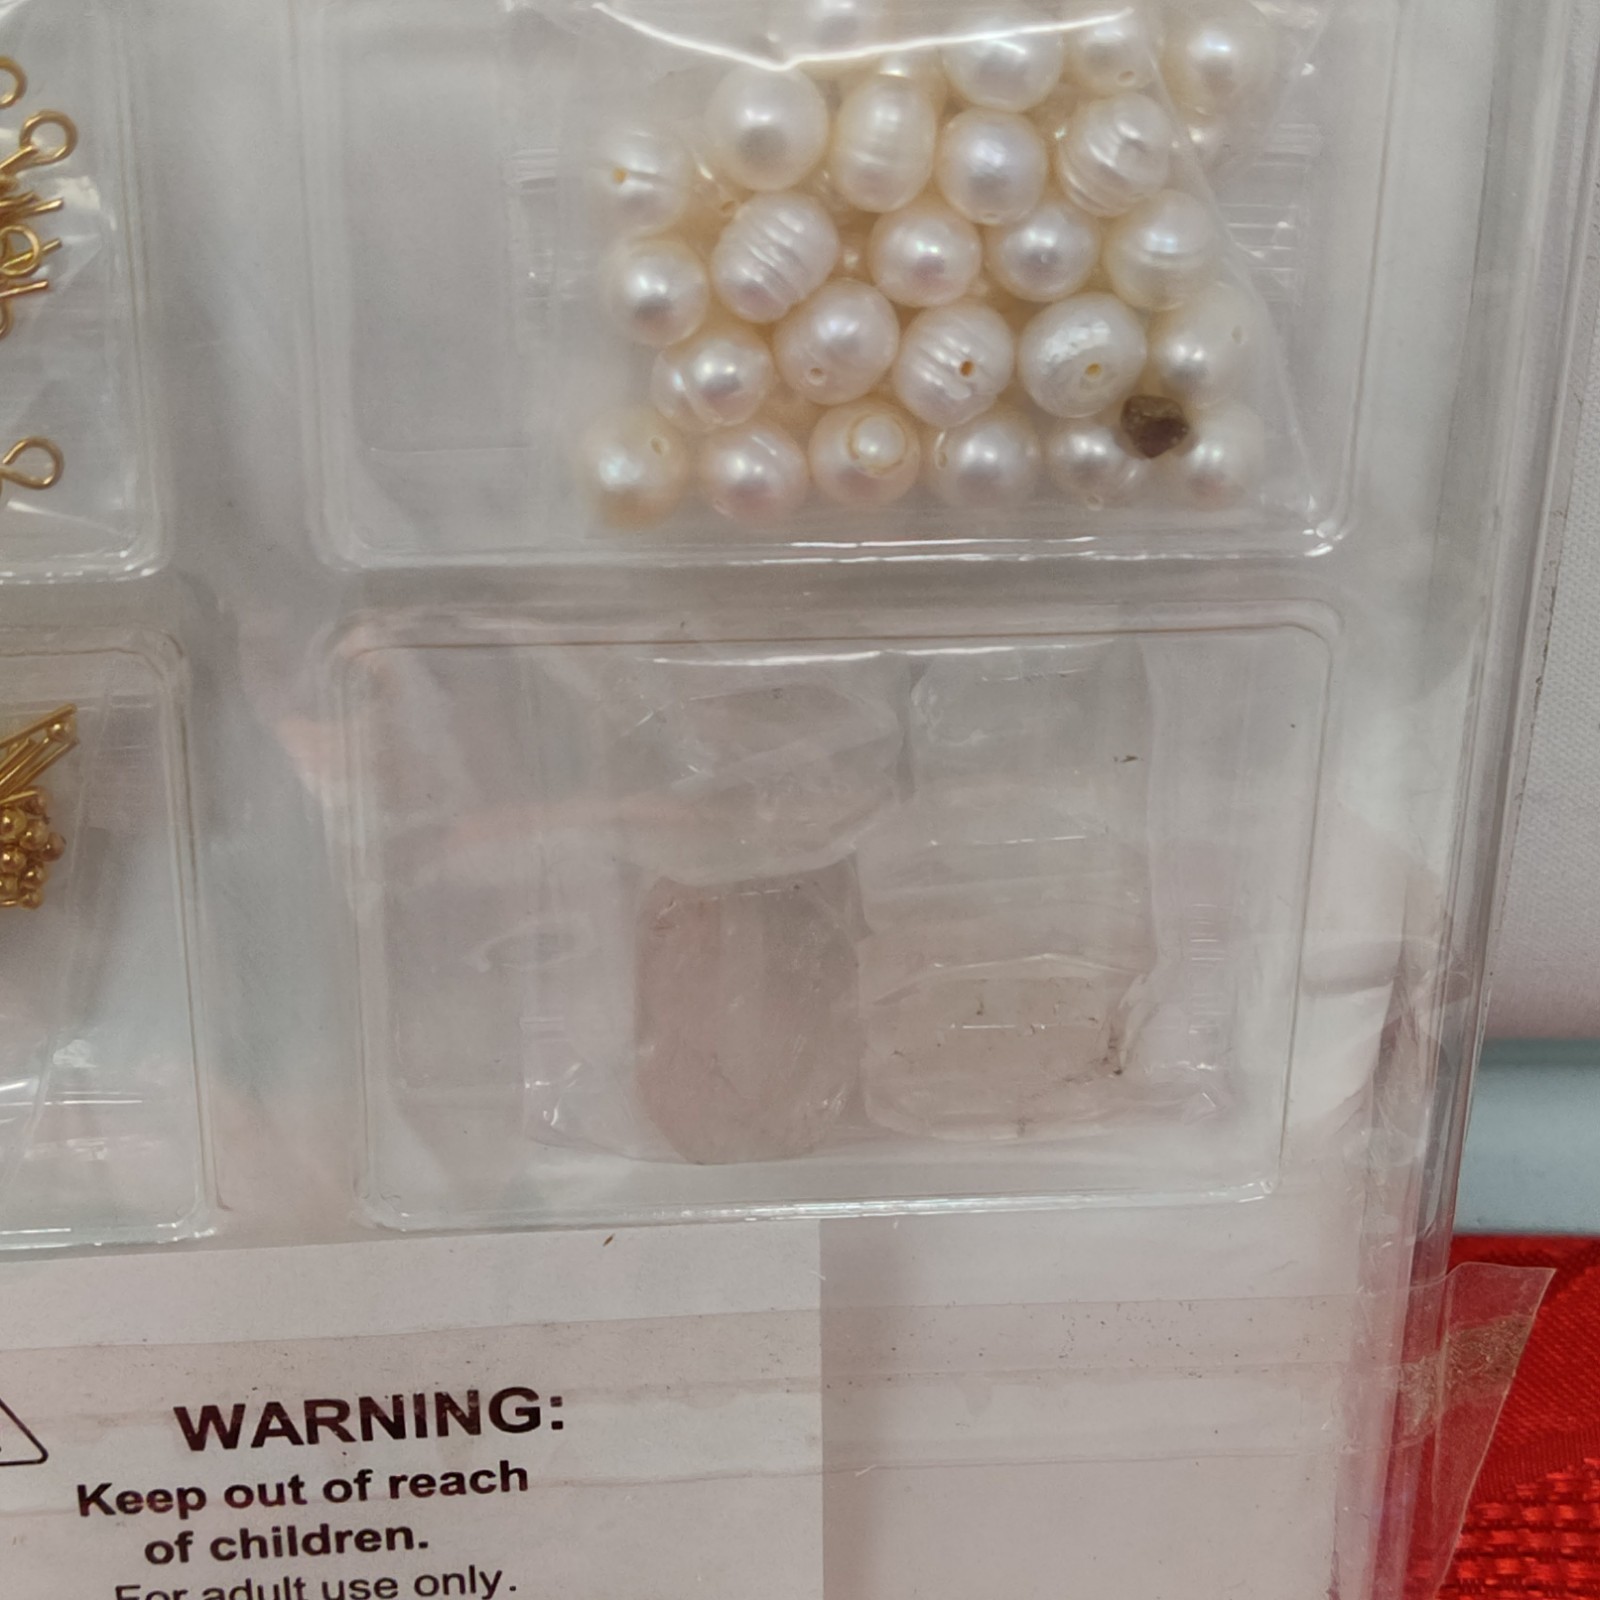 WARNING:
Keep out of reach
of children.
For adult use only.